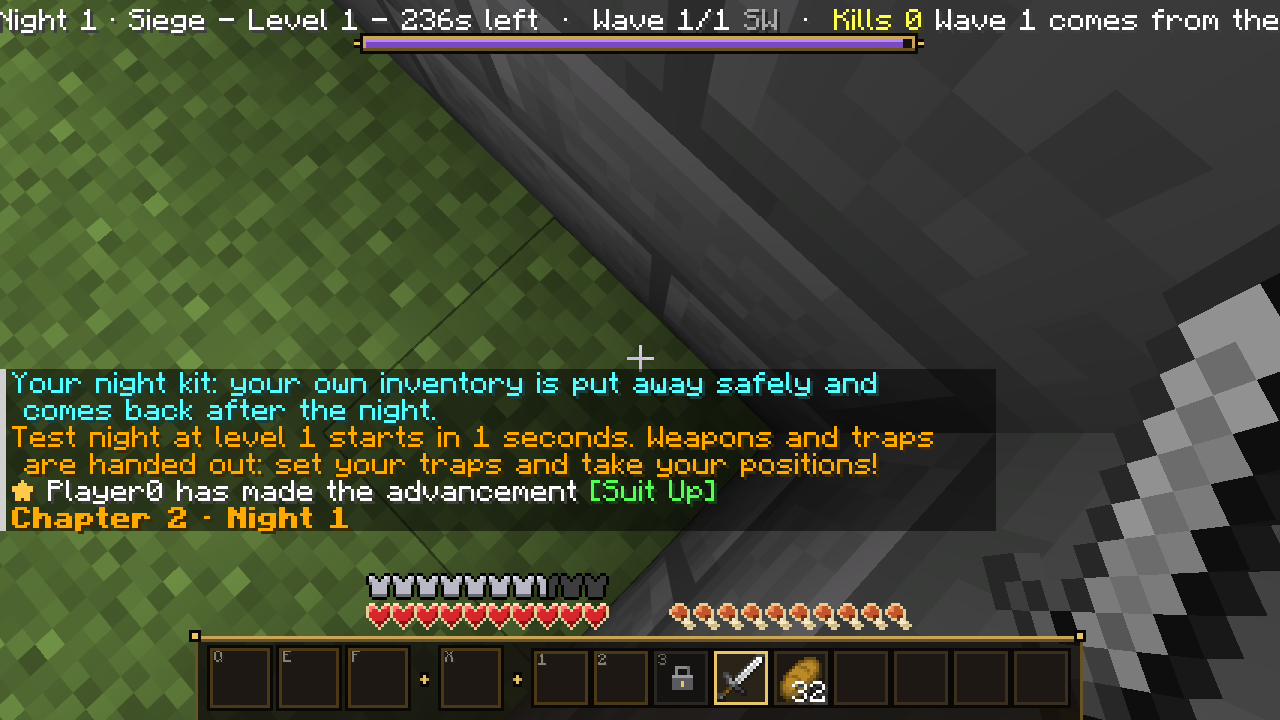 Night 1 · Siege - Level 1 - 236s left · Wave 1/1 SW · Kills 0 Wave 1 comes from the
Your night kit: your own inventory is put away safely and
comes back after the night.
Test night at level 1 starts in 1 seconds. Weapons and traps
are handed out: set your traps and take your positions!
Player0 has made the advancement [Suit Up]
Chapter 2 · Night 1
Q E F X 1 2 3
32